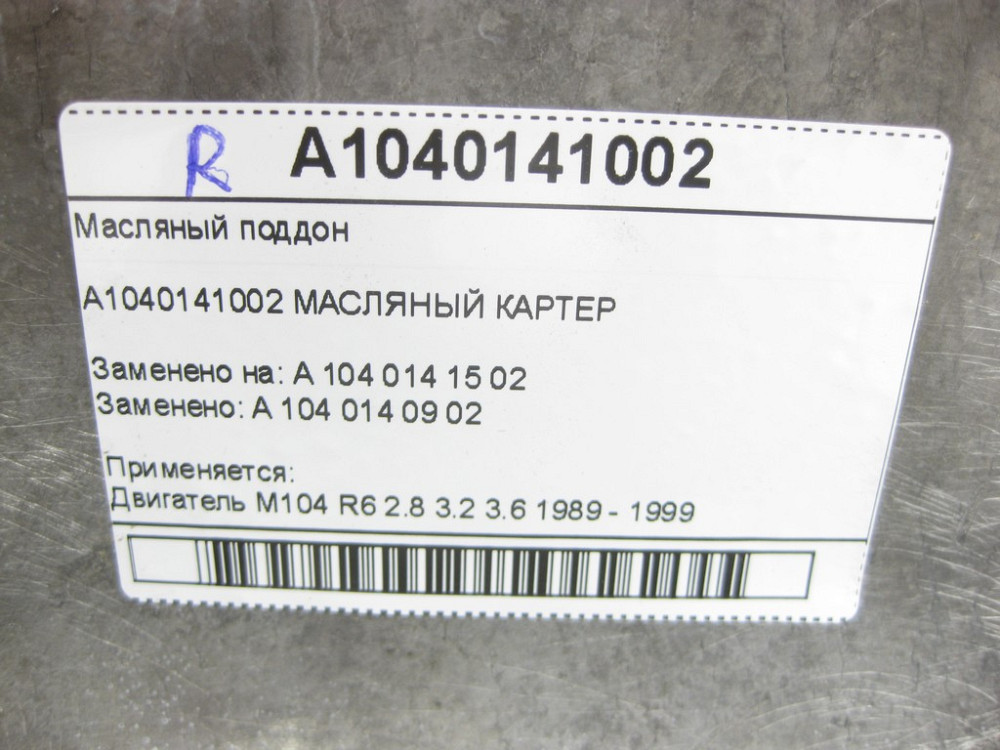 R A1040141002
Масляный поддон
A1040141002 МАСЛЯНЫЙ КАРТЕР
Заменено на: A 104 014 15 02
Заменено: A 104 014 09 02
Применяется:
Двигатель M104 R6 2.8 3.2 3.6 1989 - 1999